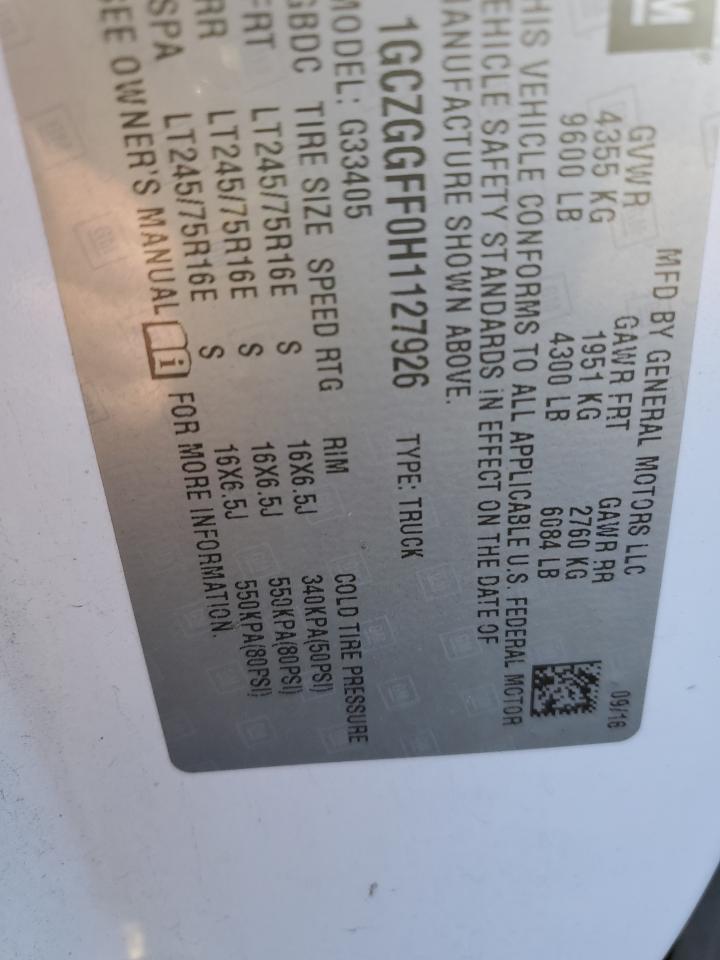 GM
MFD BY GENERAL MOTORS LLC
09/16
GVWR GAWR FRT GAWR RR
4355 KG 1951 KG 2760 KG
9600 LB 4300 LB 6084 LB
HIS VEHICLE CONFORMS TO ALL APPLICABLE U.S. FEDERAL MOTOR
EHICLE SAFETY STANDARDS IN EFFECT ON THE DATE OF
ANUFACTURE SHOWN ABOVE.
1GCZGGFF0H1127926 TYPE: TRUCK
MODEL: G33405
GBDC TIRE SIZE SPEED RTG RIM COLD TIRE PRESSURE
FRT LT245/75R16E S 16X6.5J 340KPA(50PSI)
RR LT245/75R16E S 16X6.5J 550KPA(80PSI)
SPA LT245/75R16E S 16X6.5J 550KPA(80PSI)
SEE OWNER'S MANUAL i FOR MORE INFORMATION.